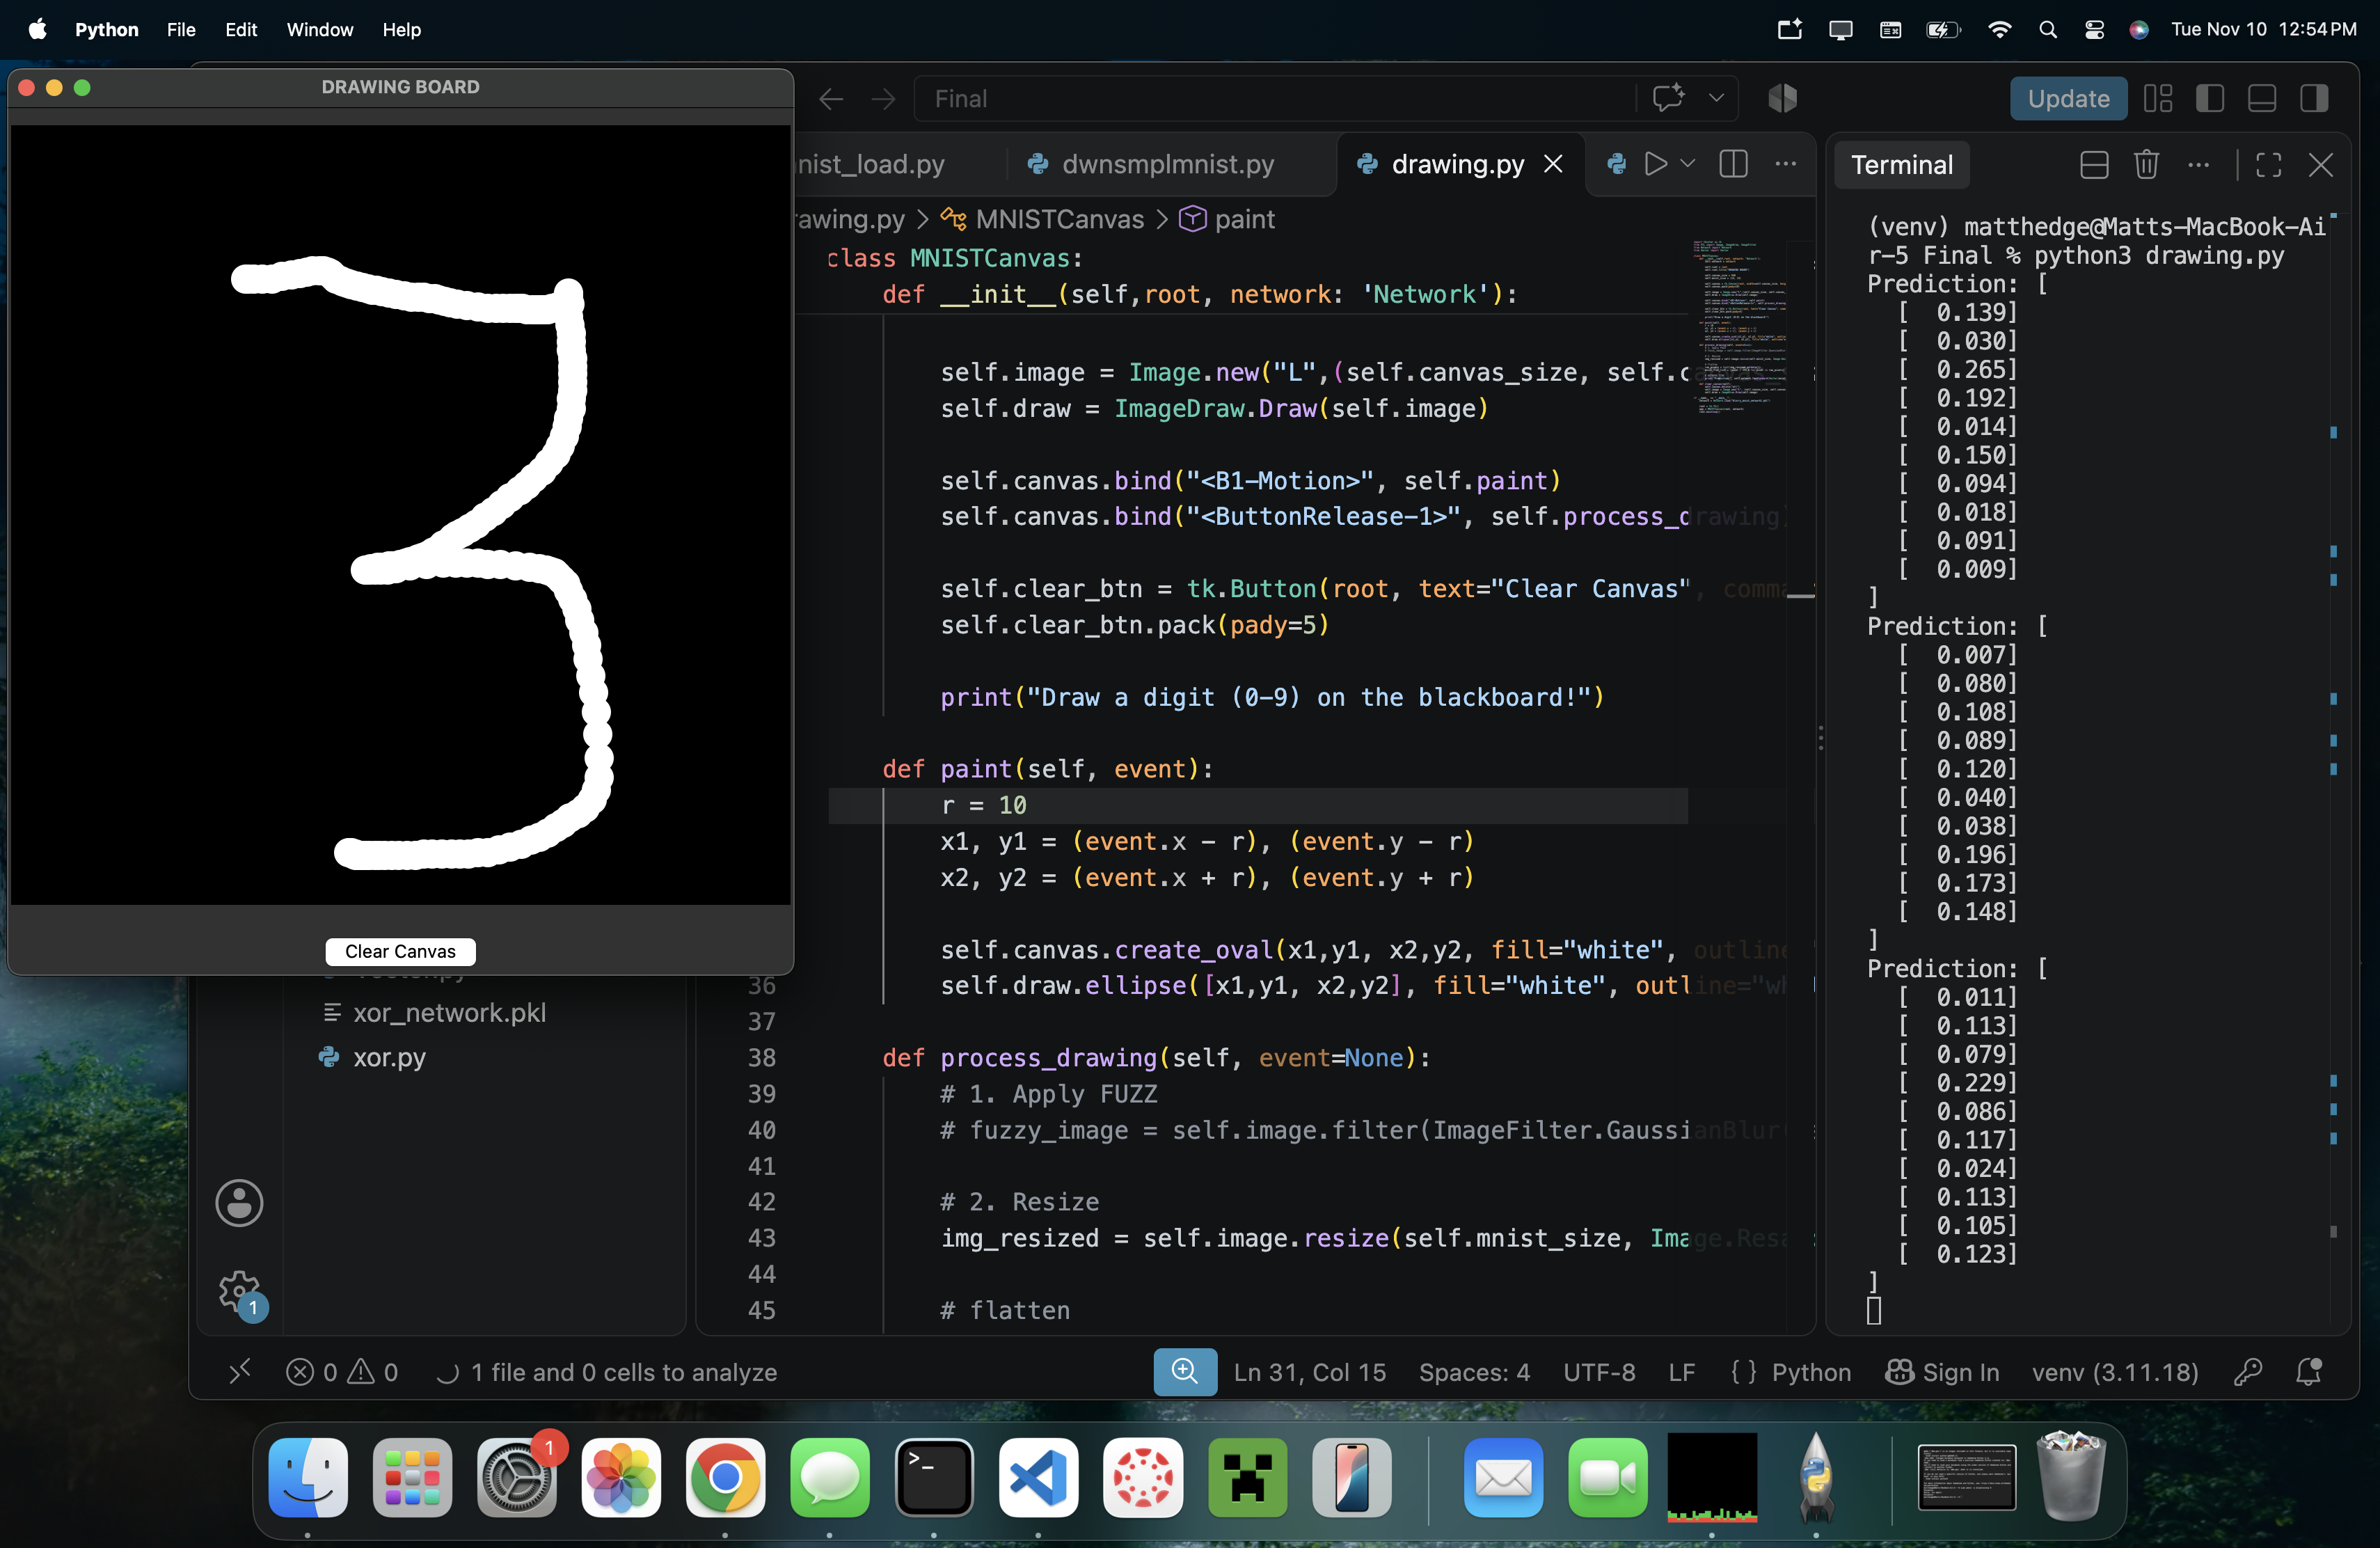 Python File Edit Window Help
Tue Nov 10 12:54 PM
DRAWING BOARD
3
Clear Canvas
Final
Update
nist_load.py
dwnsmplmnist.py
drawing.py
awing.py > MNISTCanvas > paint
class MNISTCanvas:
def __init__(self,root, network: 'Network'):
self.image = Image.new("L",(self.canvas_size, self.c
self.draw = ImageDraw.Draw(self.image)
self.canvas.bind("<B1-Motion>", self.paint)
self.canvas.bind("<ButtonRelease-1>", self.process_drawing)
self.clear_btn = tk.Button(root, text="Clear Canvas", comma
self.clear_btn.pack(pady=5)
print("Draw a digit (0-9) on the blackboard!")
def paint(self, event):
r = 10
x1, y1 = (event.x - r), (event.y - r)
x2, y2 = (event.x + r), (event.y + r)
self.canvas.create_oval(x1,y1, x2,y2, fill="white", outline
36 self.draw.ellipse([x1,y1, x2,y2], fill="white", outline="wh
37
38 def process_drawing(self, event=None):
39 # 1. Apply FUZZ
40 # fuzzy_image = self.image.filter(ImageFilter.GaussianBlur(
41
42 # 2. Resize
43 img_resized = self.image.resize(self.mnist_size, Image.Resa
44
45 # flatten
xor_network.pkl
xor.py
1
Terminal
(venv) matthedge@Matts-MacBook-Ai
r-5 Final % python3 drawing.py
Prediction: [
[ 0.139]
[ 0.030]
[ 0.265]
[ 0.192]
[ 0.014]
[ 0.150]
[ 0.094]
[ 0.018]
[ 0.091]
[ 0.009]
]
Prediction: [
[ 0.007]
[ 0.080]
[ 0.108]
[ 0.089]
[ 0.120]
[ 0.040]
[ 0.038]
[ 0.196]
[ 0.173]
[ 0.148]
]
Prediction: [
[ 0.011]
[ 0.113]
[ 0.079]
[ 0.229]
[ 0.086]
[ 0.117]
[ 0.024]
[ 0.113]
[ 0.105]
[ 0.123]
]
0 0 1 file and 0 cells to analyze
Ln 31, Col 15 Spaces: 4 UTF-8 LF { } Python Sign In venv (3.11.18)
1
>_